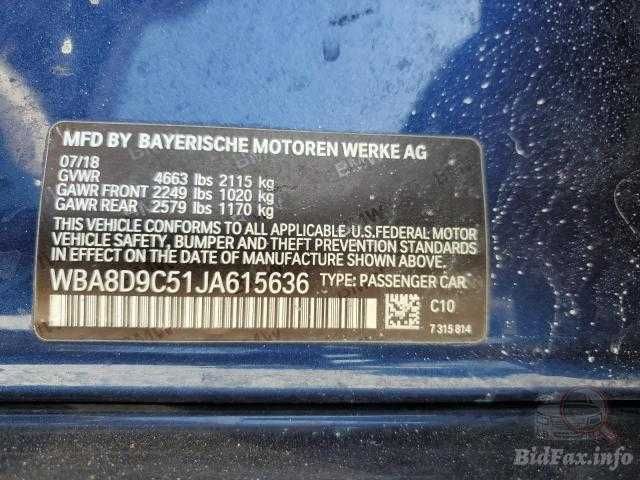 MFD BY BAYERISCHE MOTOREN WERKE AG
07/18
GVWR 4663 lbs 2115 kg
GAWR FRONT 2249 lbs 1020 kg
GAWR REAR 2579 lbs 1170 kg
THIS VEHICLE CONFORMS TO ALL APPLICABLE U.S.FEDERAL MOTOR
VEHICLE SAFETY, BUMPER AND THEFT PREVENTION STANDARDS
IN EFFECT ON THE DATE OF MANUFACTURE SHOWN ABOVE.
WBA8D9C51JA615636 TYPE: PASSENGER CAR
C10
7 315 814
BidFax.info